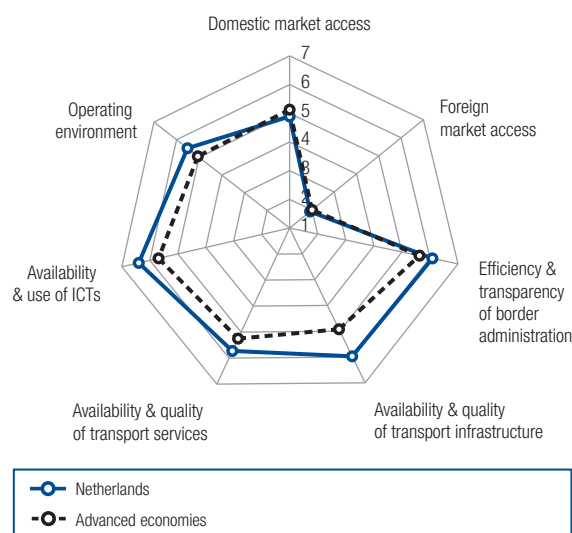 Domestic market access
7
6
5
4
3
2
1
Foreign
market access
Efficiency &
transparency
of border
administration
Availability & quality
of transport infrastructure
Availability & quality
of transport services
Availability
& use of ICTs
Operating
environment
Netherlands
Advanced economies